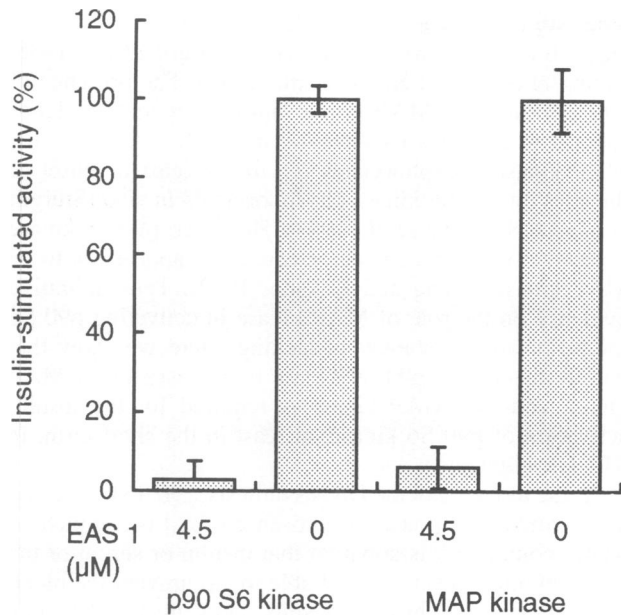 Insulin-stimulated activity (%)
120
100
80
60
40
20
0
EAS 1 4.5 0 4.5 0
(µM)
p90 S6 kinase MAP kinase